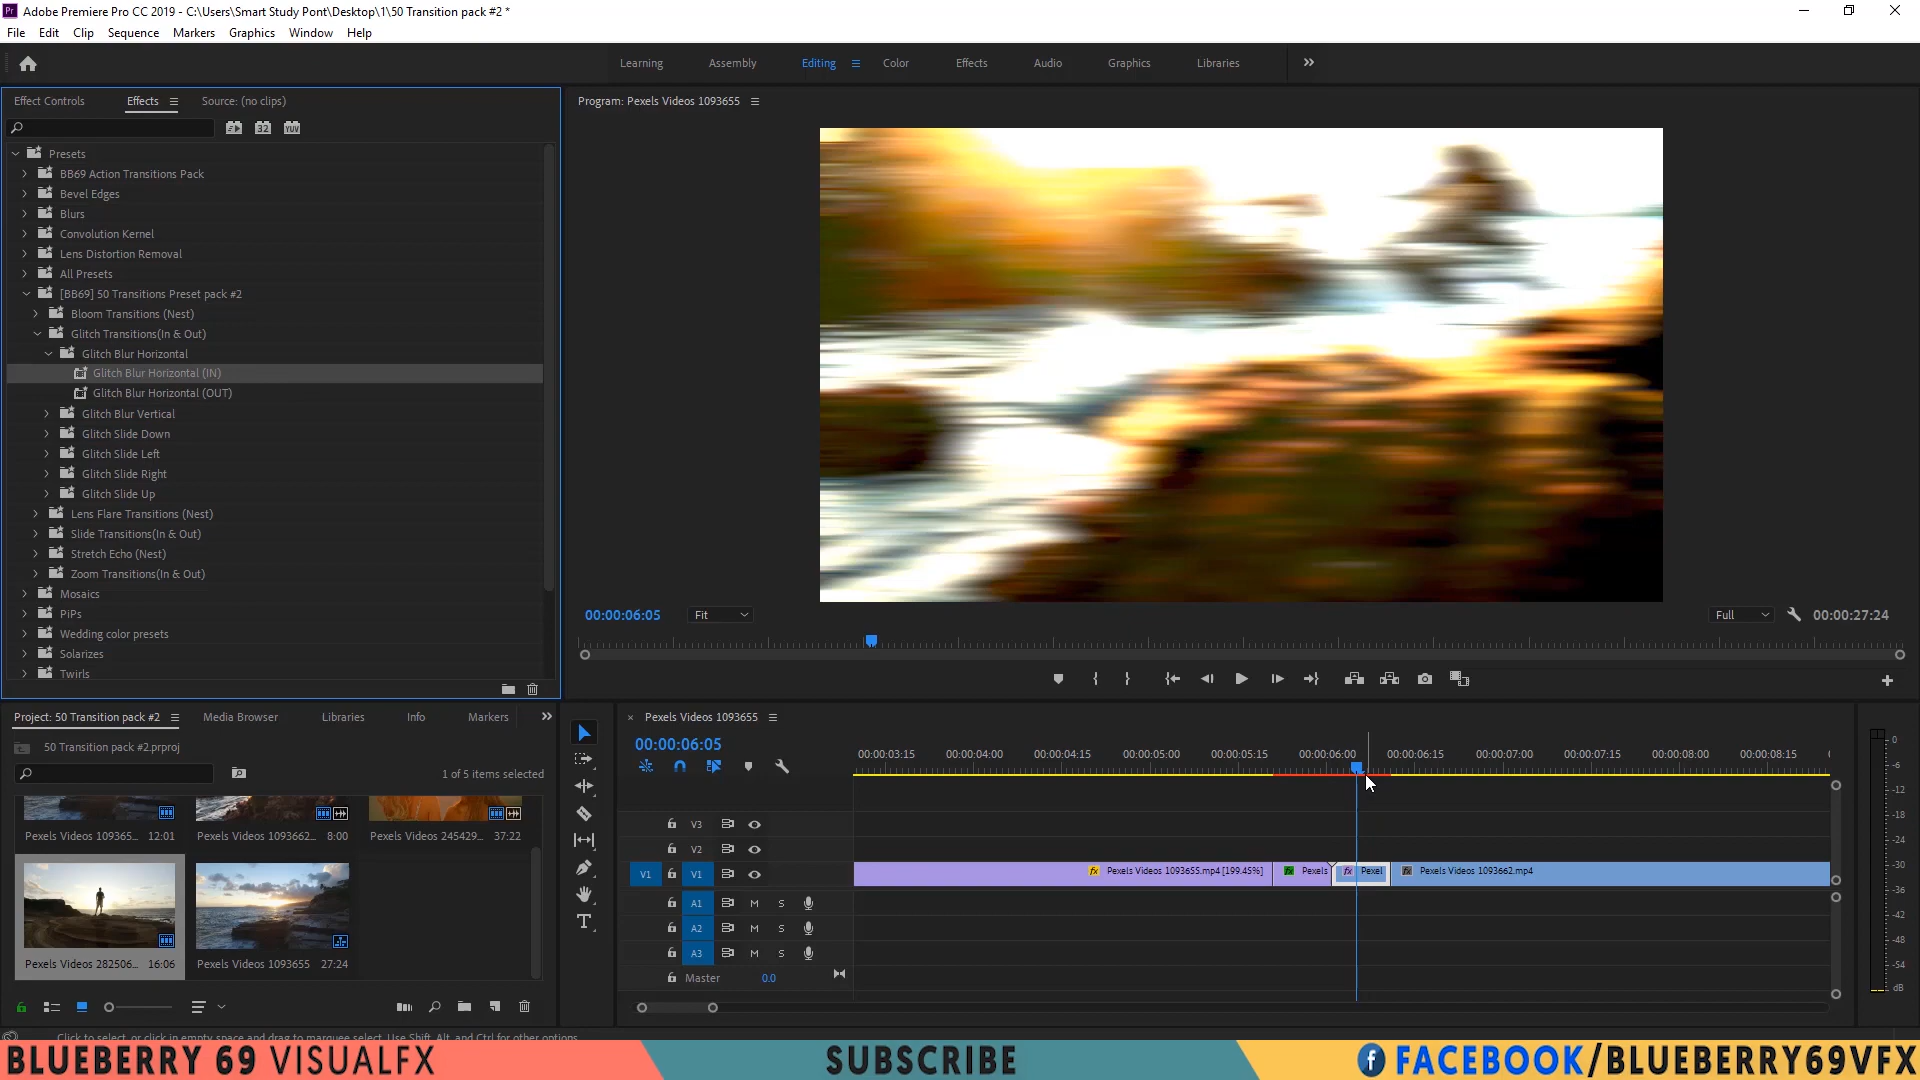 Adobe Premiere Pro CC 2019 - C:\Users\Smart Study Pont\Desktop\1\50 Transition pack #2 *
File Edit Clip Sequence Markers Graphics Window Help
Learning Assembly Editing Color Effects Audio Graphics Libraries
Effect Controls Effects Source: (no clips)
Program: Pexels Videos 1093655
32 YUV
Presets
BB69 Action Transitions Pack
Bevel Edges
Blurs
Convolution Kernel
Lens Distortion Removal
All Presets
[BB69] 50 Transitions Preset pack #2
Bloom Transitions (Nest)
Glitch Transitions(In & Out)
Glitch Blur Horizontal
Glitch Blur Horizontal (IN)
Glitch Blur Horizontal (OUT)
Glitch Blur Vertical
Glitch Slide Down
Glitch Slide Left
Glitch Slide Right
Glitch Slide Up
Lens Flare Transitions (Nest)
Slide Transitions(In & Out)
Stretch Echo (Nest)
Zoom Transitions(In & Out)
Mosaics
PiPs
Wedding color presets
Solarizes
Twirls
00:00:06:05 Fit Full 00:00:27:24
Project: 50 Transition pack #2 Media Browser Libraries Info Markers
50 Transition pack #2.prproj
1 of 5 items selected
Pexels Videos 109365... 12:01 Pexels Videos 1093662... 8:00 Pexels Videos 245429... 37:22
Pexels Videos 282506... 16:06 Pexels Videos 1093655 27:24
Pexels Videos 1093655
00:00:06:05
00:00:03:15 00:00:04:00 00:00:04:15 00:00:05:00 00:00:05:15 00:00:06:00 00:00:06:15 00:00:07:00 00:00:07:15 00:00:08:00 00:00:08:15
V3
V2
V1 V1 fx Pexels Videos 1093655.mp4 [199.45%] fx Pexels fx Pexel fx Pexels Videos 1093662.mp4
A1 M S
A2 M S
A3 M S
Master 0.0
0
-6
-12
-18
-24
-30
-36
-42
-48
-54
dB
Click to select, or click in empty space and drag to marquee select. Use Shift, Alt, and Ctrl for other options.
BLUEBERRY 69 VISUALFX SUBSCRIBE FACEBOOK/BLUEBERRY69VFX